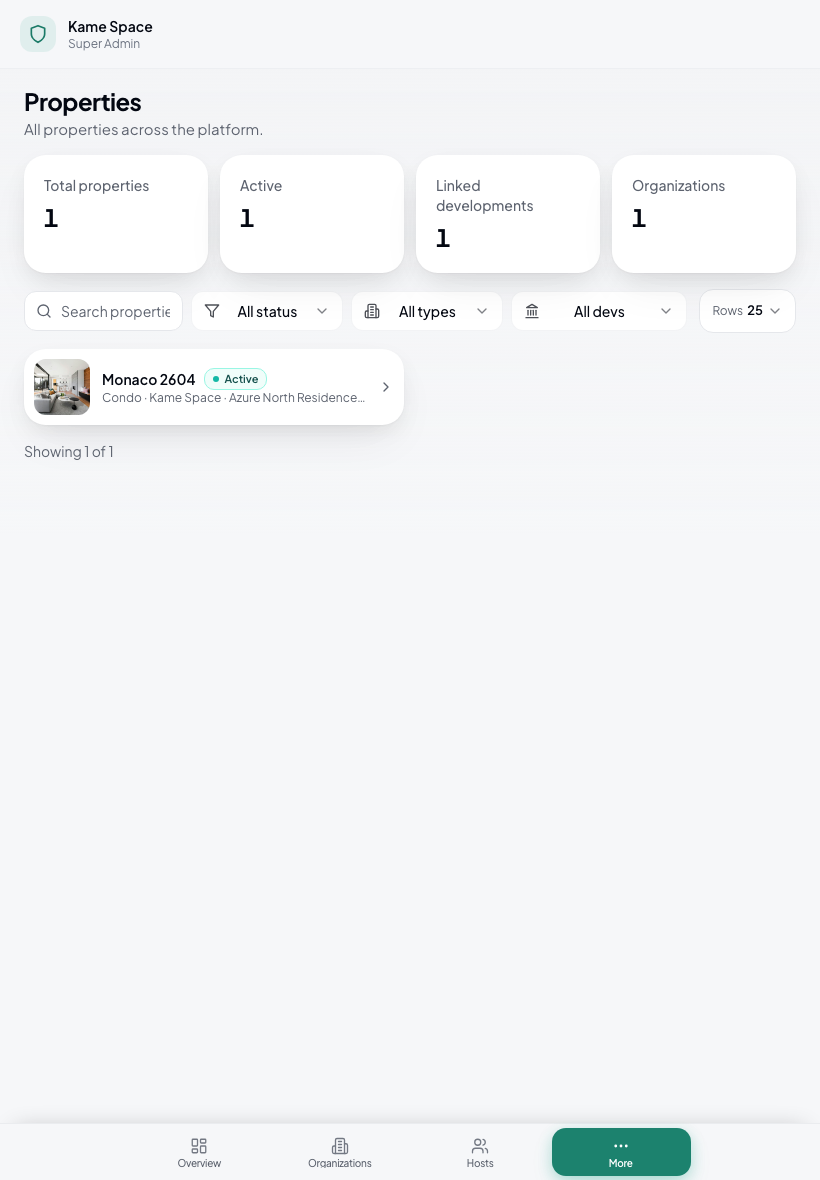 Kame Space
Super Admin
Properties
All properties across the platform.
Total properties
1
Active
1
Linked
developments
1
Organizations
1
Search propertie
All status
All types
All devs
Rows 25
Monaco 2604
Active
Condo · Kame Space · Azure North Residence...
Showing 1 of 1
Overview
Organizations
Hosts
More